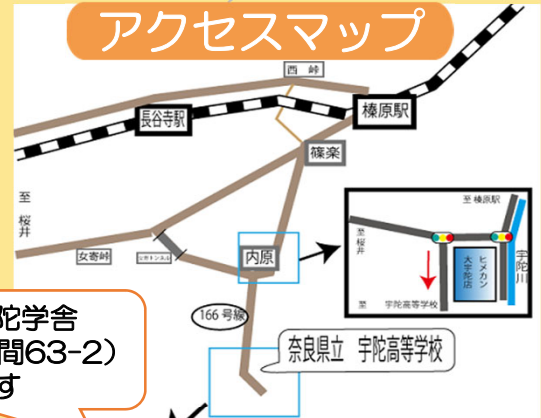 アクセスマップ
西 峠
長谷寺駅
榛原駅
篠楽
至 桜井
女寄峠
内原
166 号線
至 榛原駅
至 桜井
宇陀川
ヒメカン
大宇陀店
至 宇陀高等学校
陀学舎
間63-2）
す
奈良県立 宇陀高等学校